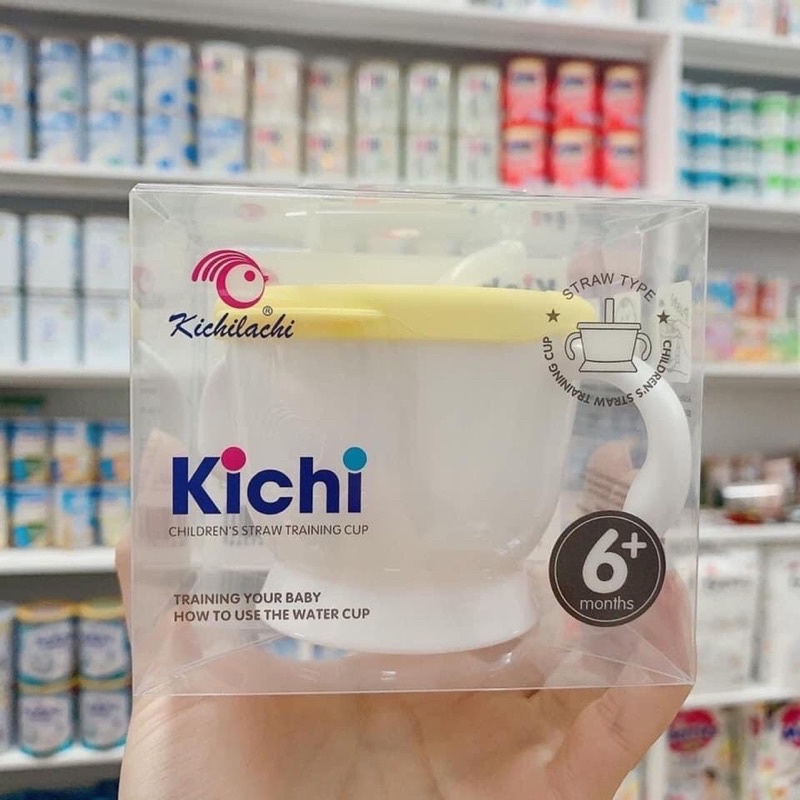 Kichilachi®
STRAW TYPE
CHILDREN'S STRAW TRAINING CUP
Kichi
CHILDREN'S STRAW TRAINING CUP
6+
months
TRAINING YOUR BABY
HOW TO USE THE WATER CUP